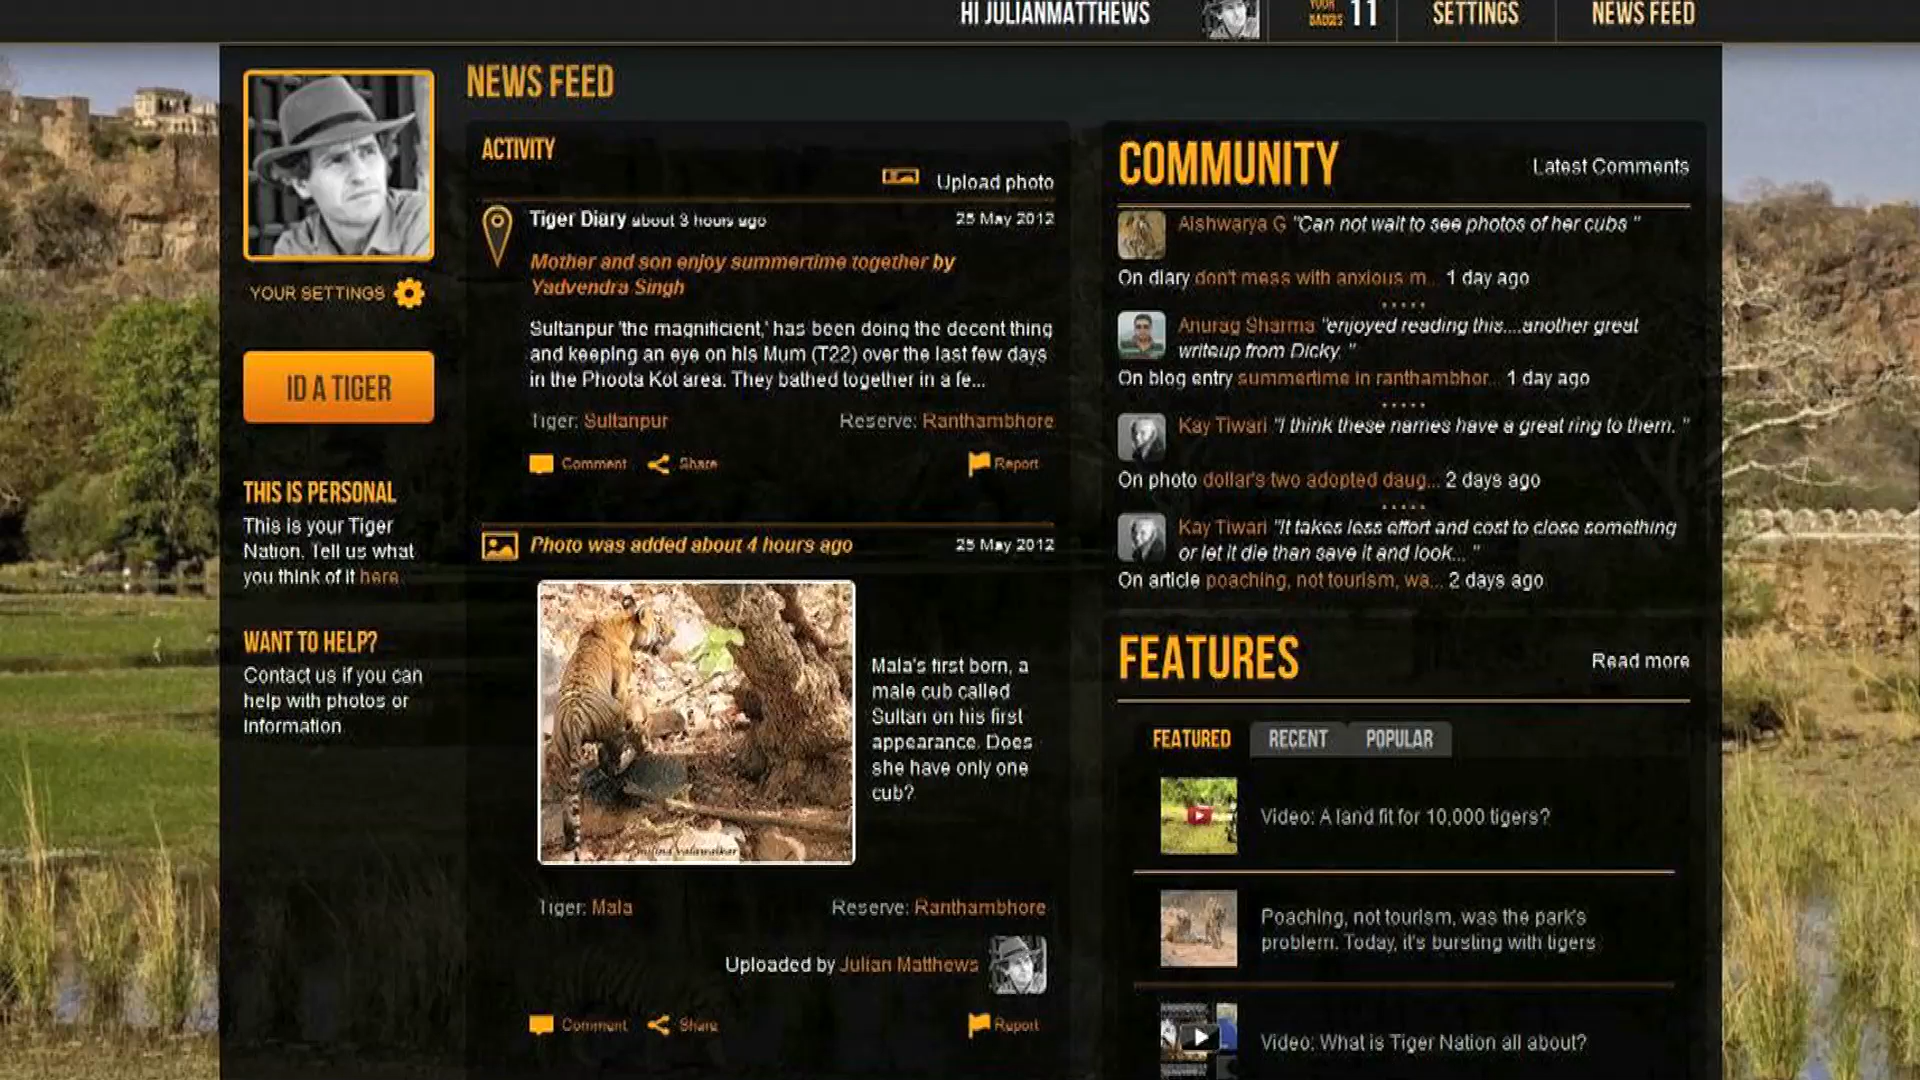 HI JULIANMATTHEWS
YOUR BADGES 11
SETTINGS
NEWS FEED
NEWS FEED
YOUR SETTINGS
ID A TIGER
THIS IS PERSONAL
This is your Tiger
Nation. Tell us what
you think of it here
WANT TO HELP?
Contact us if you can
help with photos or
information
ACTIVITY
Upload photo
Tiger Diary about 3 hours ago
25 May 2012
Mother and son enjoy summertime together by
Yadvendra Singh
Sultanpur 'the magnificient,' has been doing the decent thing
and keeping an eye on his Mum (T22) over the last few days
in the Phoota Kot area. They bathed together in a fe...
Tiger: Sultanpur
Reserve: Ranthambhore
Comment
Share
Report
Photo was added about 4 hours ago
25 May 2012
Mala's first born, a
male cub called
Sultan on his first
appearance. Does
she have only one
cub?
Tiger: Mala
Reserve: Ranthambhore
Uploaded by Julian Matthews
Comment
Share
Report
COMMUNITY
Latest Comments
Aishwarya G "Can not wait to see photos of her cubs "
On diary don't mess with anxious m... 1 day ago
Anurag Sharma "enjoyed reading this....another great
writeup from Dicky. "
On blog entry summertime in ranthambhor... 1 day ago
Kay Tiwari "I think these names have a great ring to them. "
On photo dollar's two adopted daug... 2 days ago
Kay Tiwari "It takes less effort and cost to close something
or let it die than save it and look... "
On article poaching, not tourism, wa... 2 days ago
FEATURES
Read more
FEATURED
RECENT
POPULAR
Video: A land fit for 10,000 tigers?
Poaching, not tourism, was the park's
problem. Today, it's bursting with tigers
Video: What is Tiger Nation all about?